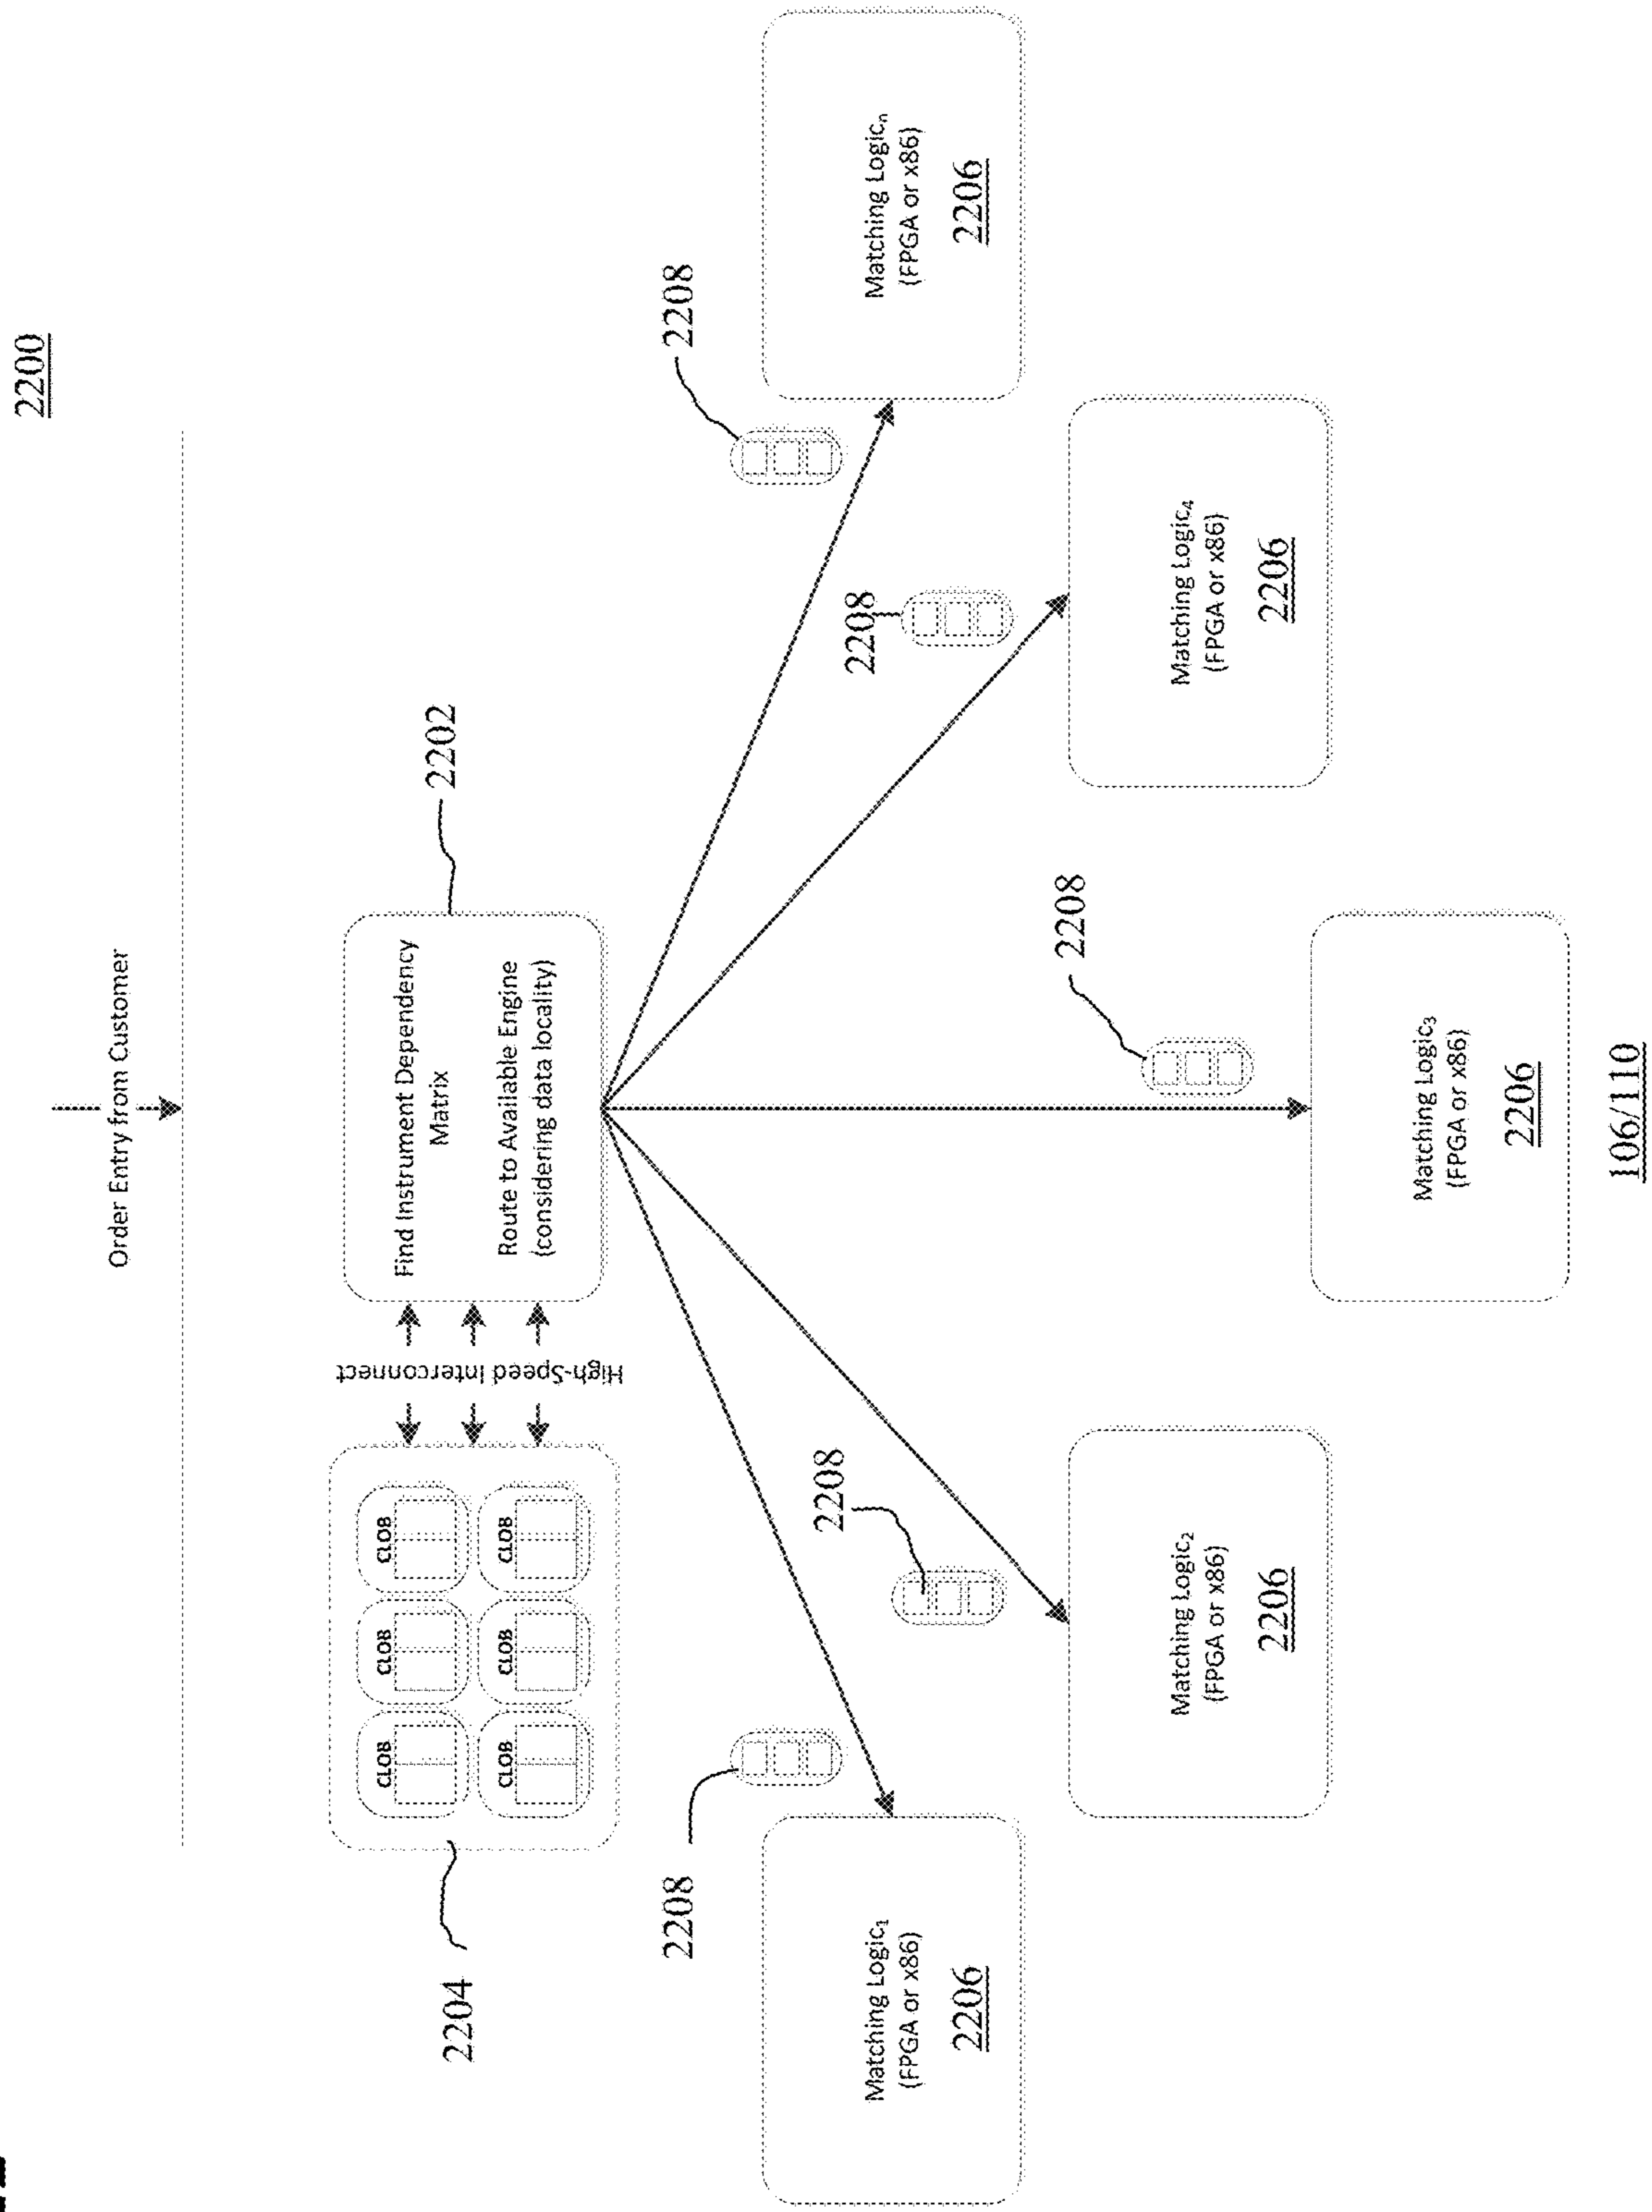 2200
Order Entry from Customer
2204
CLOB CLOB CLOB
CLOB CLOB CLOB
High-Speed Interconnect
Find Instrument Dependency
Matrix
Route to Available Engine
(considering data locality)
2202
2208
2208
2208
2208
2208
Matching Logic₁
(FPGA or x86)
2206
Matching Logic₂
(FPGA or x86)
2206
Matching Logic₃
(FPGA or x86)
2206
Matching Logic₄
(FPGA or x86)
2206
Matching Logicₙ
(FPGA or x86)
2206
106/110